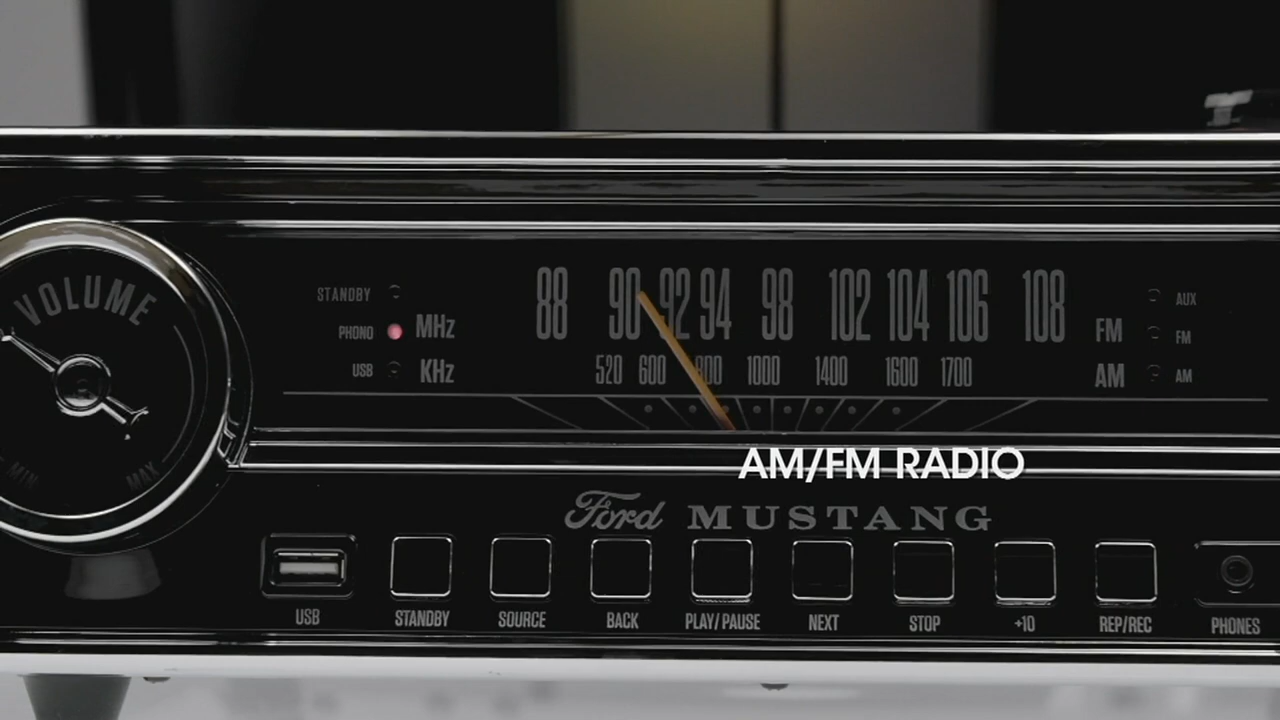 VOLUME
MIN MAX
STANDBY
PHONO MHz
USB KHz
88 90 92 94 98 102 104 106 108
520 600 800 1000 1400 1600 1700
FM
AM
AUX
FM
AM
AM/FM RADIO
Ford MUSTANG
USB STANDBY SOURCE BACK PLAY/PAUSE NEXT STOP +10 REP/REC PHONES